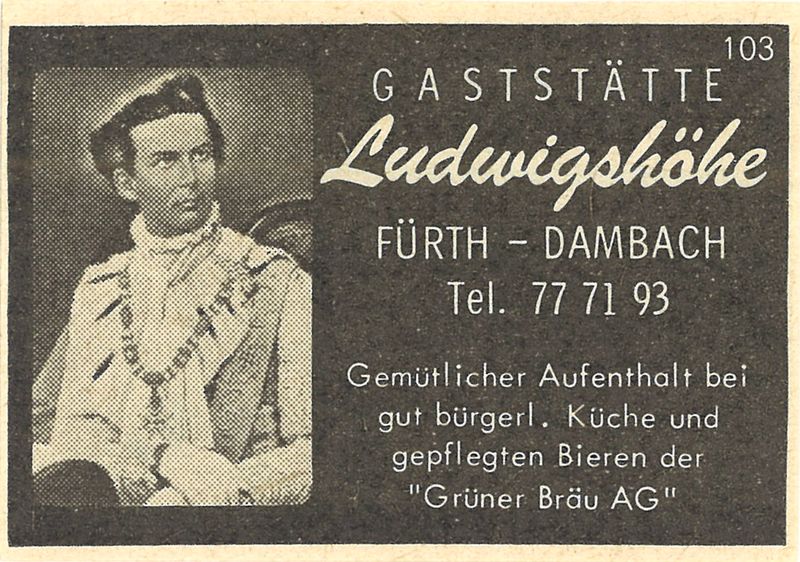 103
GASTSTÄTTE
Ludwigshöhe
FÜRTH – DAMBACH
Tel. 77 71 93
Gemütlicher Aufenthalt bei
gut bürgerl. Küche und
gepflegten Bieren der
"Grüner Bräu AG"